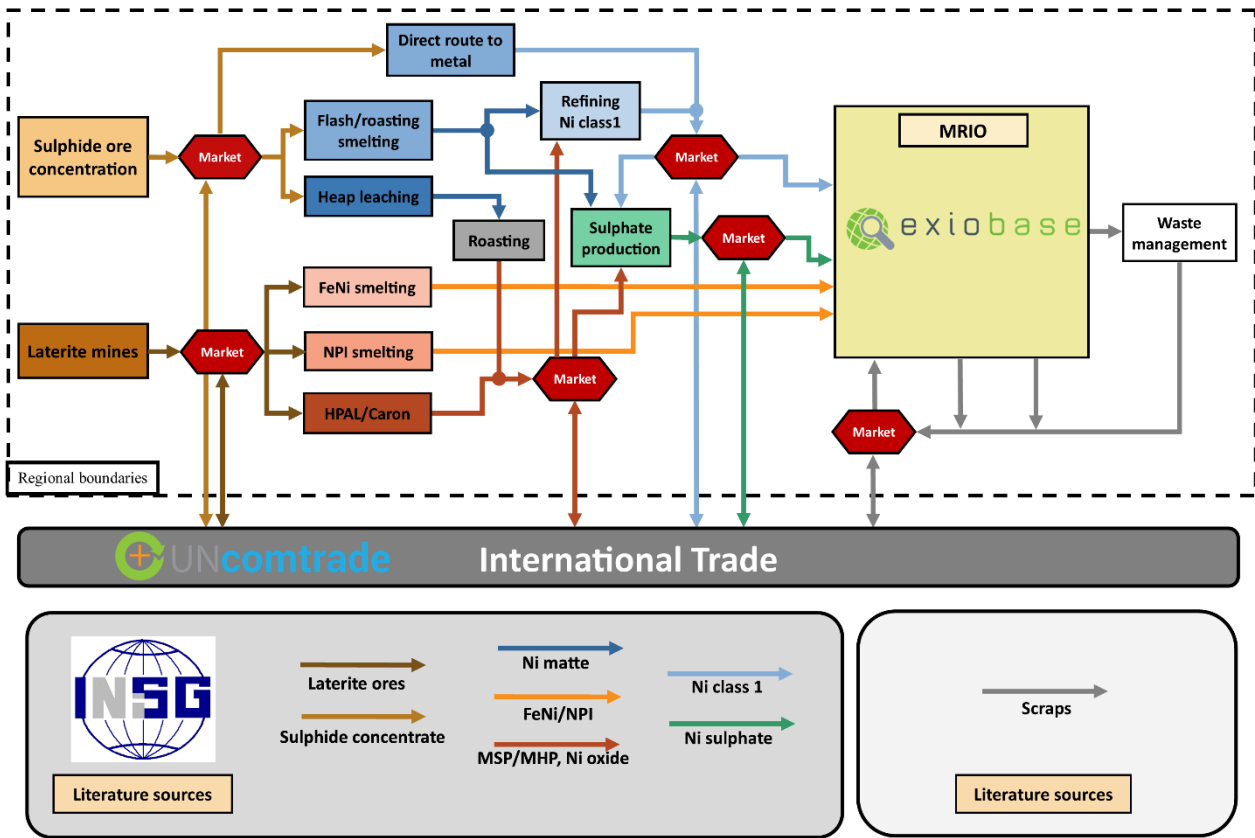 Direct route to
metal
Sulphide ore
concentration
Market
Flash/roasting
smelting
Refining
Ni class1
Market
MRIO
exiobase
Heap leaching
Roasting
Sulphate
production
Market
Waste
management
FeNi smelting
Laterite mines
Market
NPI smelting
Market
HPAL/Caron
Market
Regional boundaries
UNcomtrade
International Trade
INSG
Literature sources
Laterite ores
Sulphide concentrate
Ni matte
FeNi/NPI
MSP/MHP, Ni oxide
Ni class 1
Ni sulphate
Scraps
Literature sources